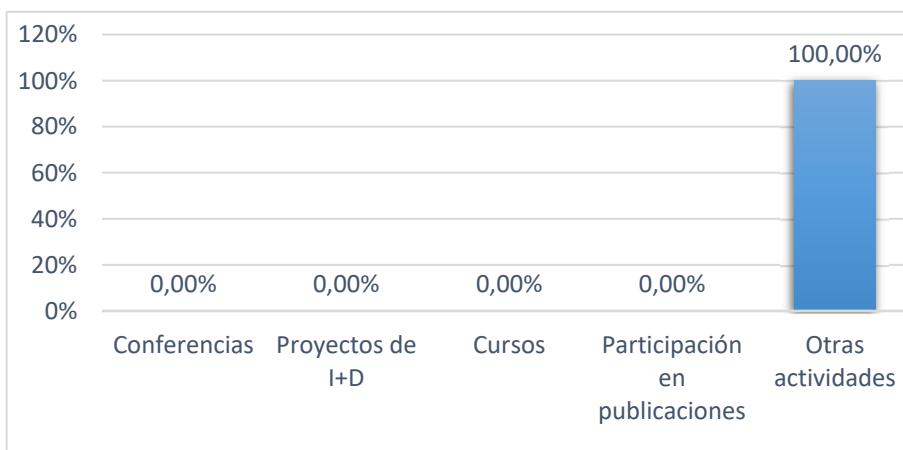 120%
100%
80%
60%
40%
20%
0%
100,00%
0,00%
0,00%
0,00%
0,00%
Conferencias
Proyectos de
I+D
Cursos
Participación
en
publicaciones
Otras
actividades